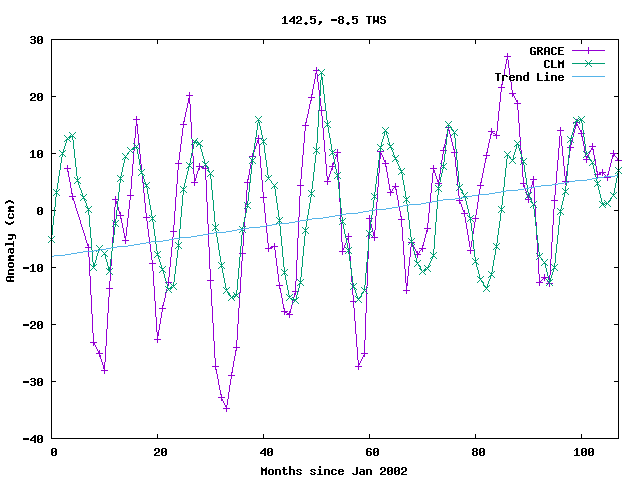 142.5, -8.5 TWS
GRACE
CLM
Trend Line
30
20
10
0
-10
-20
-30
-40
Anomaly (cm)
0 20 40 60 80 100
Months since Jan 2002